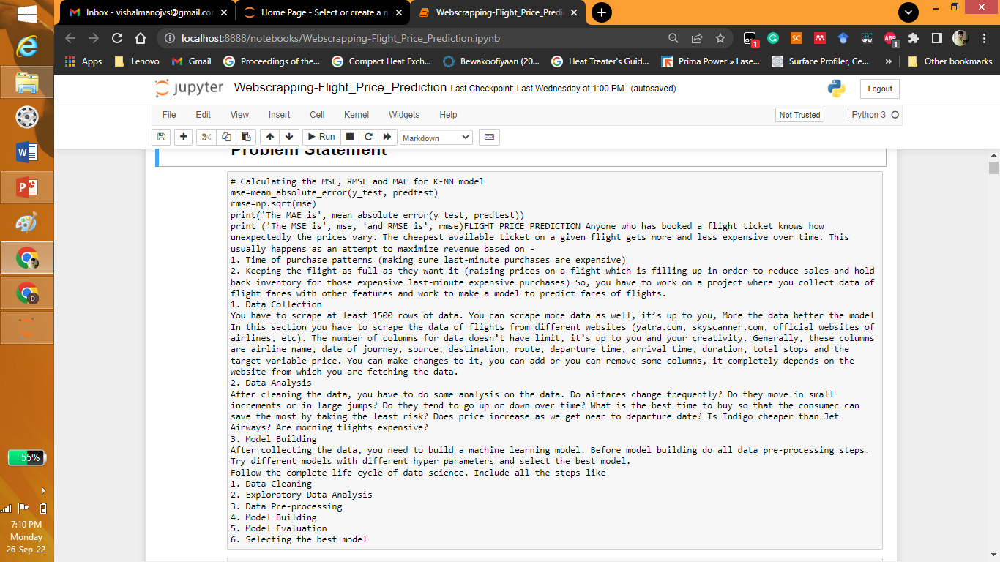 Inbox - vishalmanojvs@gmail.co
Home Page - Select or create a n
Webscrapping-Flight_Price_Predi
localhost:8888/notebooks/Webscrapping-Flight_Price_Prediction.ipynb
Apps
Lenovo
Gmail
Proceedings of the...
Compact Heat Exch...
Bewakoofiyaan (20...
Heat Treater's Guid...
Prima Power » Lase...
Surface Profiler, Ce...
»
Other bookmarks
jupyter
Webscrapping-Flight_Price_Prediction Last Checkpoint: Last Wednesday at 1:00 PM (autosaved)
Logout
File Edit View Insert Cell Kernel Widgets Help
Not Trusted
Python 3
Run
Markdown
Problem Statement
# Calculating the MSE, RMSE and MAE for K-NN model
mse=mean_absolute_error(y_test, predtest)
rmse=np.sqrt(mse)
print('The MAE is', mean_absolute_error(y_test, predtest))
print ('The MSE is', mse, 'and RMSE is', rmse)FLIGHT PRICE PREDICTION Anyone who has booked a flight ticket knows how
unexpectedly the prices vary. The cheapest available ticket on a given flight gets more and less expensive over time. This
usually happens as an attempt to maximize revenue based on -
1. Time of purchase patterns (making sure last-minute purchases are expensive)
2. Keeping the flight as full as they want it (raising prices on a flight which is filling up in order to reduce sales and hold
back inventory for those expensive last-minute expensive purchases) So, you have to work on a project where you collect data of
flight fares with other features and work to make a model to predict fares of flights.
1. Data Collection
You have to scrape at least 1500 rows of data. You can scrape more data as well, it’s up to you, More the data better the model
In this section you have to scrape the data of flights from different websites (yatra.com, skyscanner.com, official websites of
airlines, etc). The number of columns for data doesn’t have limit, it’s up to you and your creativity. Generally, these columns
are airline name, date of journey, source, destination, route, departure time, arrival time, duration, total stops and the
target variable price. You can make changes to it, you can add or you can remove some columns, it completely depends on the
website from which you are fetching the data.
2. Data Analysis
After cleaning the data, you have to do some analysis on the data. Do airfares change frequently? Do they move in small
increments or in large jumps? Do they tend to go up or down over time? What is the best time to buy so that the consumer can
save the most by taking the least risk? Does price increase as we get near to departure date? Is Indigo cheaper than Jet
Airways? Are morning flights expensive?
3. Model Building
After collecting the data, you need to build a machine learning model. Before model building do all data pre-processing steps.
Try different models with different hyper parameters and select the best model.
Follow the complete life cycle of data science. Include all the steps like
1. Data Cleaning
2. Exploratory Data Analysis
3. Data Pre-processing
4. Model Building
5. Model Evaluation
6. Selecting the best model
55%
7:10 PM
Monday
26-Sep-22
SC
NEW
ABP
1
1
W
P
D